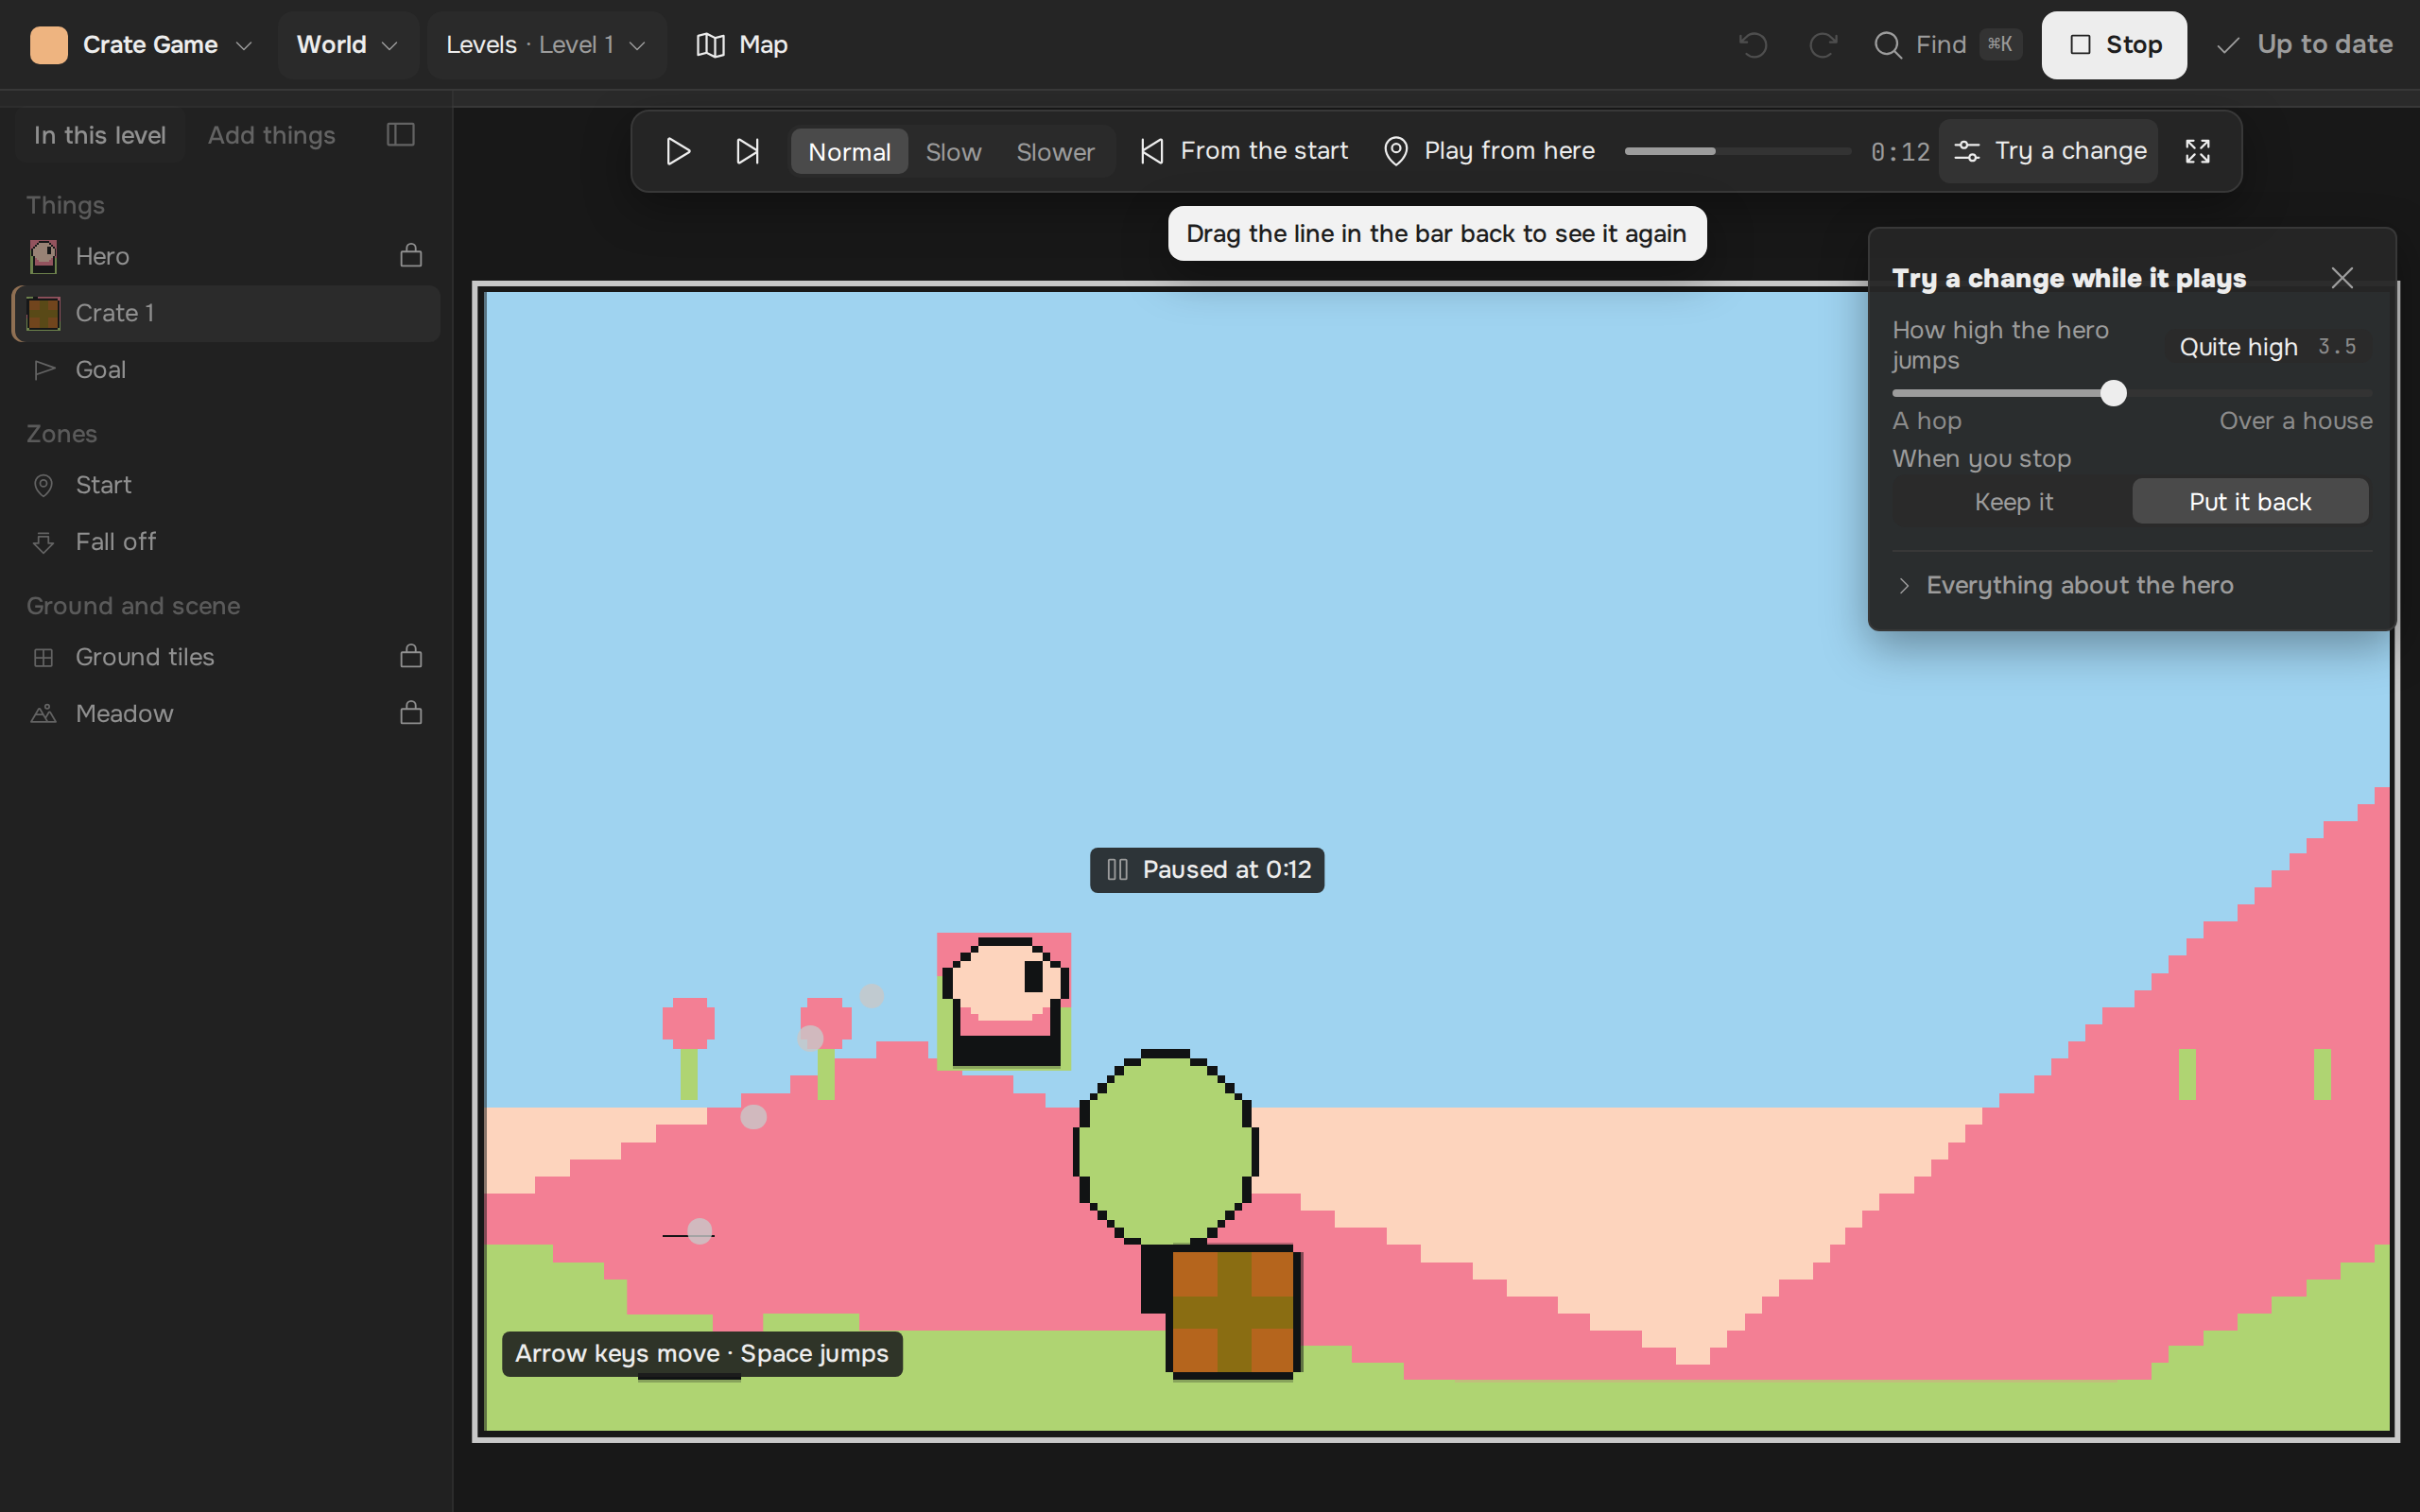 Crate Game
World
Levels · Level 1
Map
Find ⌘K
Stop
Up to date
In this level
Add things
Normal
Slow
Slower
From the start
Play from here
0:12
Try a change
Drag the line in the bar back to see it again
Things
Hero
Crate 1
Goal
Zones
Start
Fall off
Ground and scene
Ground tiles
Meadow
Try a change while it plays
How high the hero
jumps
Quite high 3.5
A hop
Over a house
When you stop
Keep it
Put it back
Everything about the hero
Paused at 0:12
Arrow keys move · Space jumps